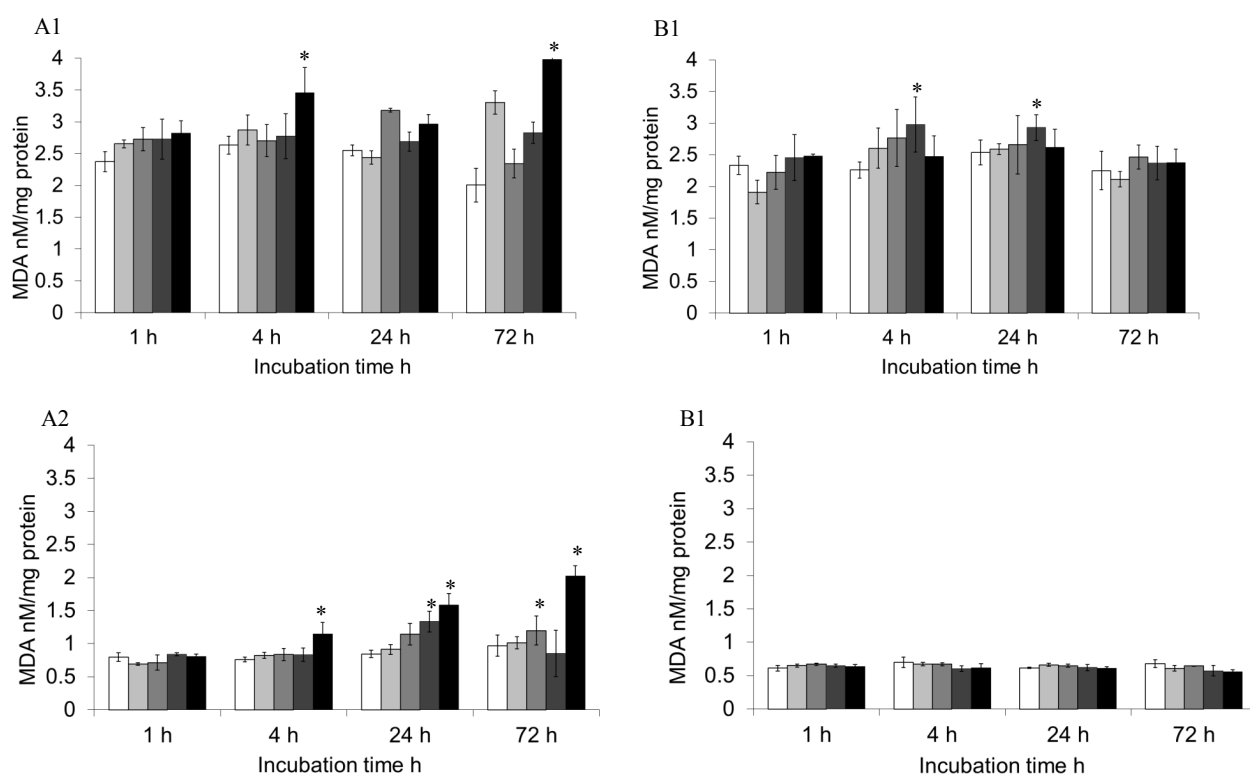 A1
MDA nM/mg protein
4
3.5
3
2.5
2
1.5
1
0.5
0
* *
1 h 4 h 24 h 72 h
Incubation time h
B1
MDA nM/mg protein
4
3.5
3
2.5
2
1.5
1
0.5
0
* *
1 h 4 h 24 h 72 h
Incubation time h
A2
MDA nM/mg protein
4
3.5
3
2.5
2
1.5
1
0.5
0
* * * * *
1 h 4 h 24 h 72 h
Incubation time h
B1
MDA nM/mg protein
4
3.5
3
2.5
2
1.5
1
0.5
0
1 h 4 h 24 h 72 h
Incubation time h